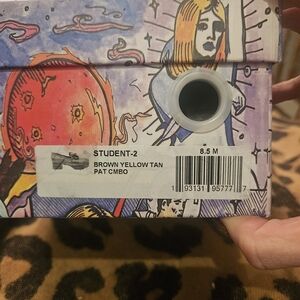 STUDENT-2
8.5 M
BROWN YELLOW TAN
PAT CMBO
1 93131 95777 7